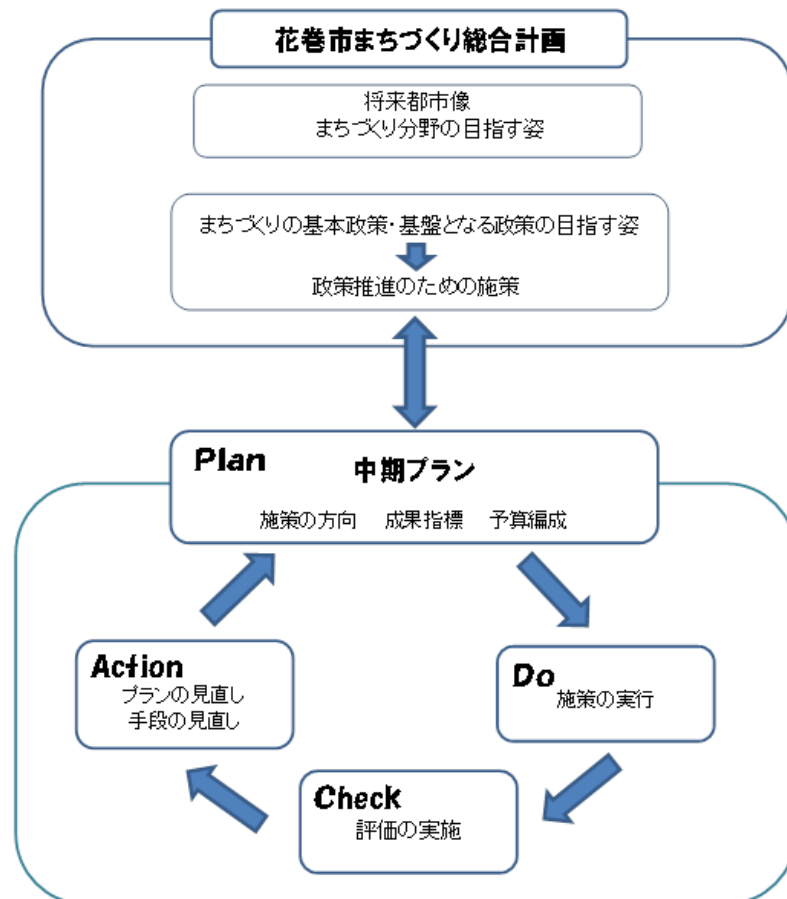 花巻市まちづくり総合計画
将来都市像
まちづくり分野の目指す姿
まちづくりの基本政策・基盤となる政策の目指す姿
政策推進のための施策
Plan 中期プラン
施策の方向 成果指標 予算編成
Action
プランの見直し
手段の見直し
Do
施策の実行
Check
評価の実施